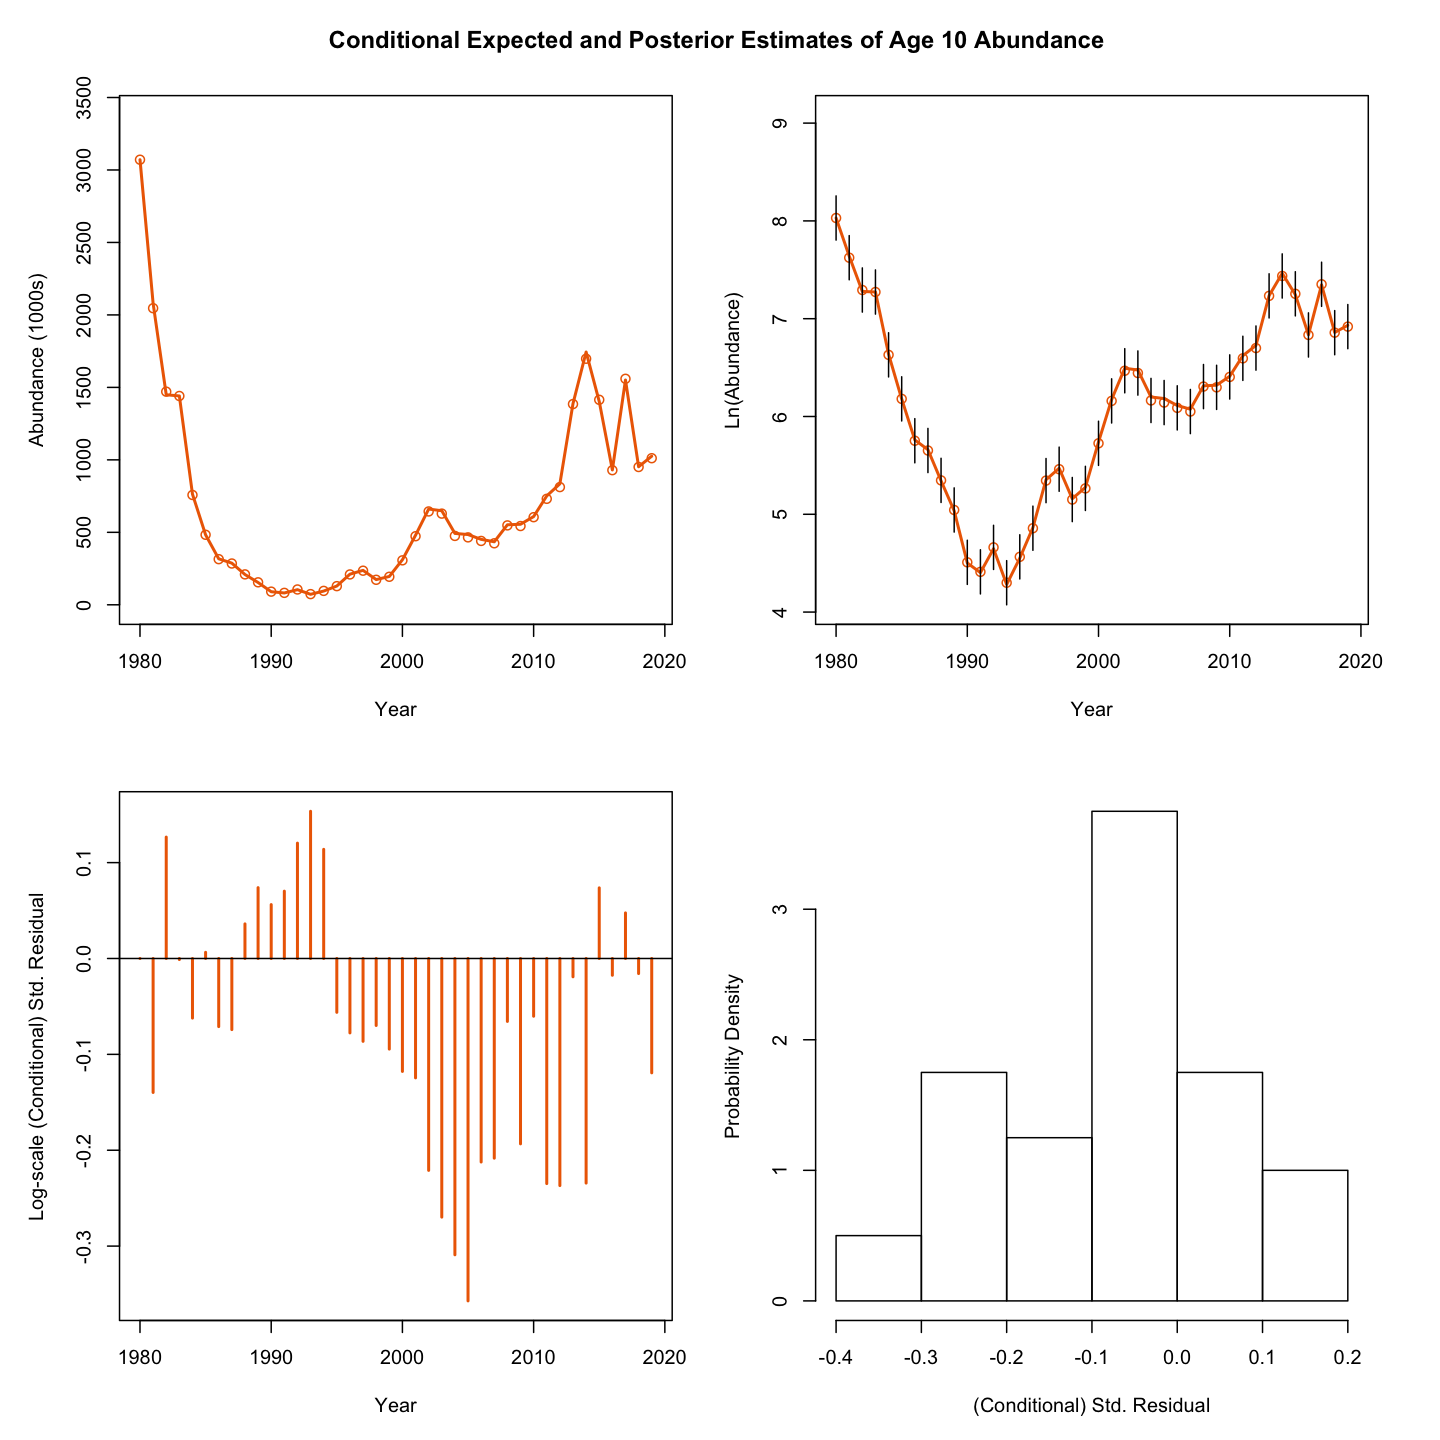 Conditional Expected and Posterior Estimates of Age 10 Abundance
Abundance (1000s)
3500
3000
2500
2000
1500
1000
500
0
1980 1990 2000 2010 2020
Year
Ln(Abundance)
9
8
7
6
5
4
1980 1990 2000 2010 2020
Year
Log-scale (Conditional) Std. Residual
0.1
0.0
-0.1
-0.2
-0.3
1980 1990 2000 2010 2020
Year
Probability Density
3
2
1
0
-0.4 -0.3 -0.2 -0.1 0.0 0.1 0.2
(Conditional) Std. Residual